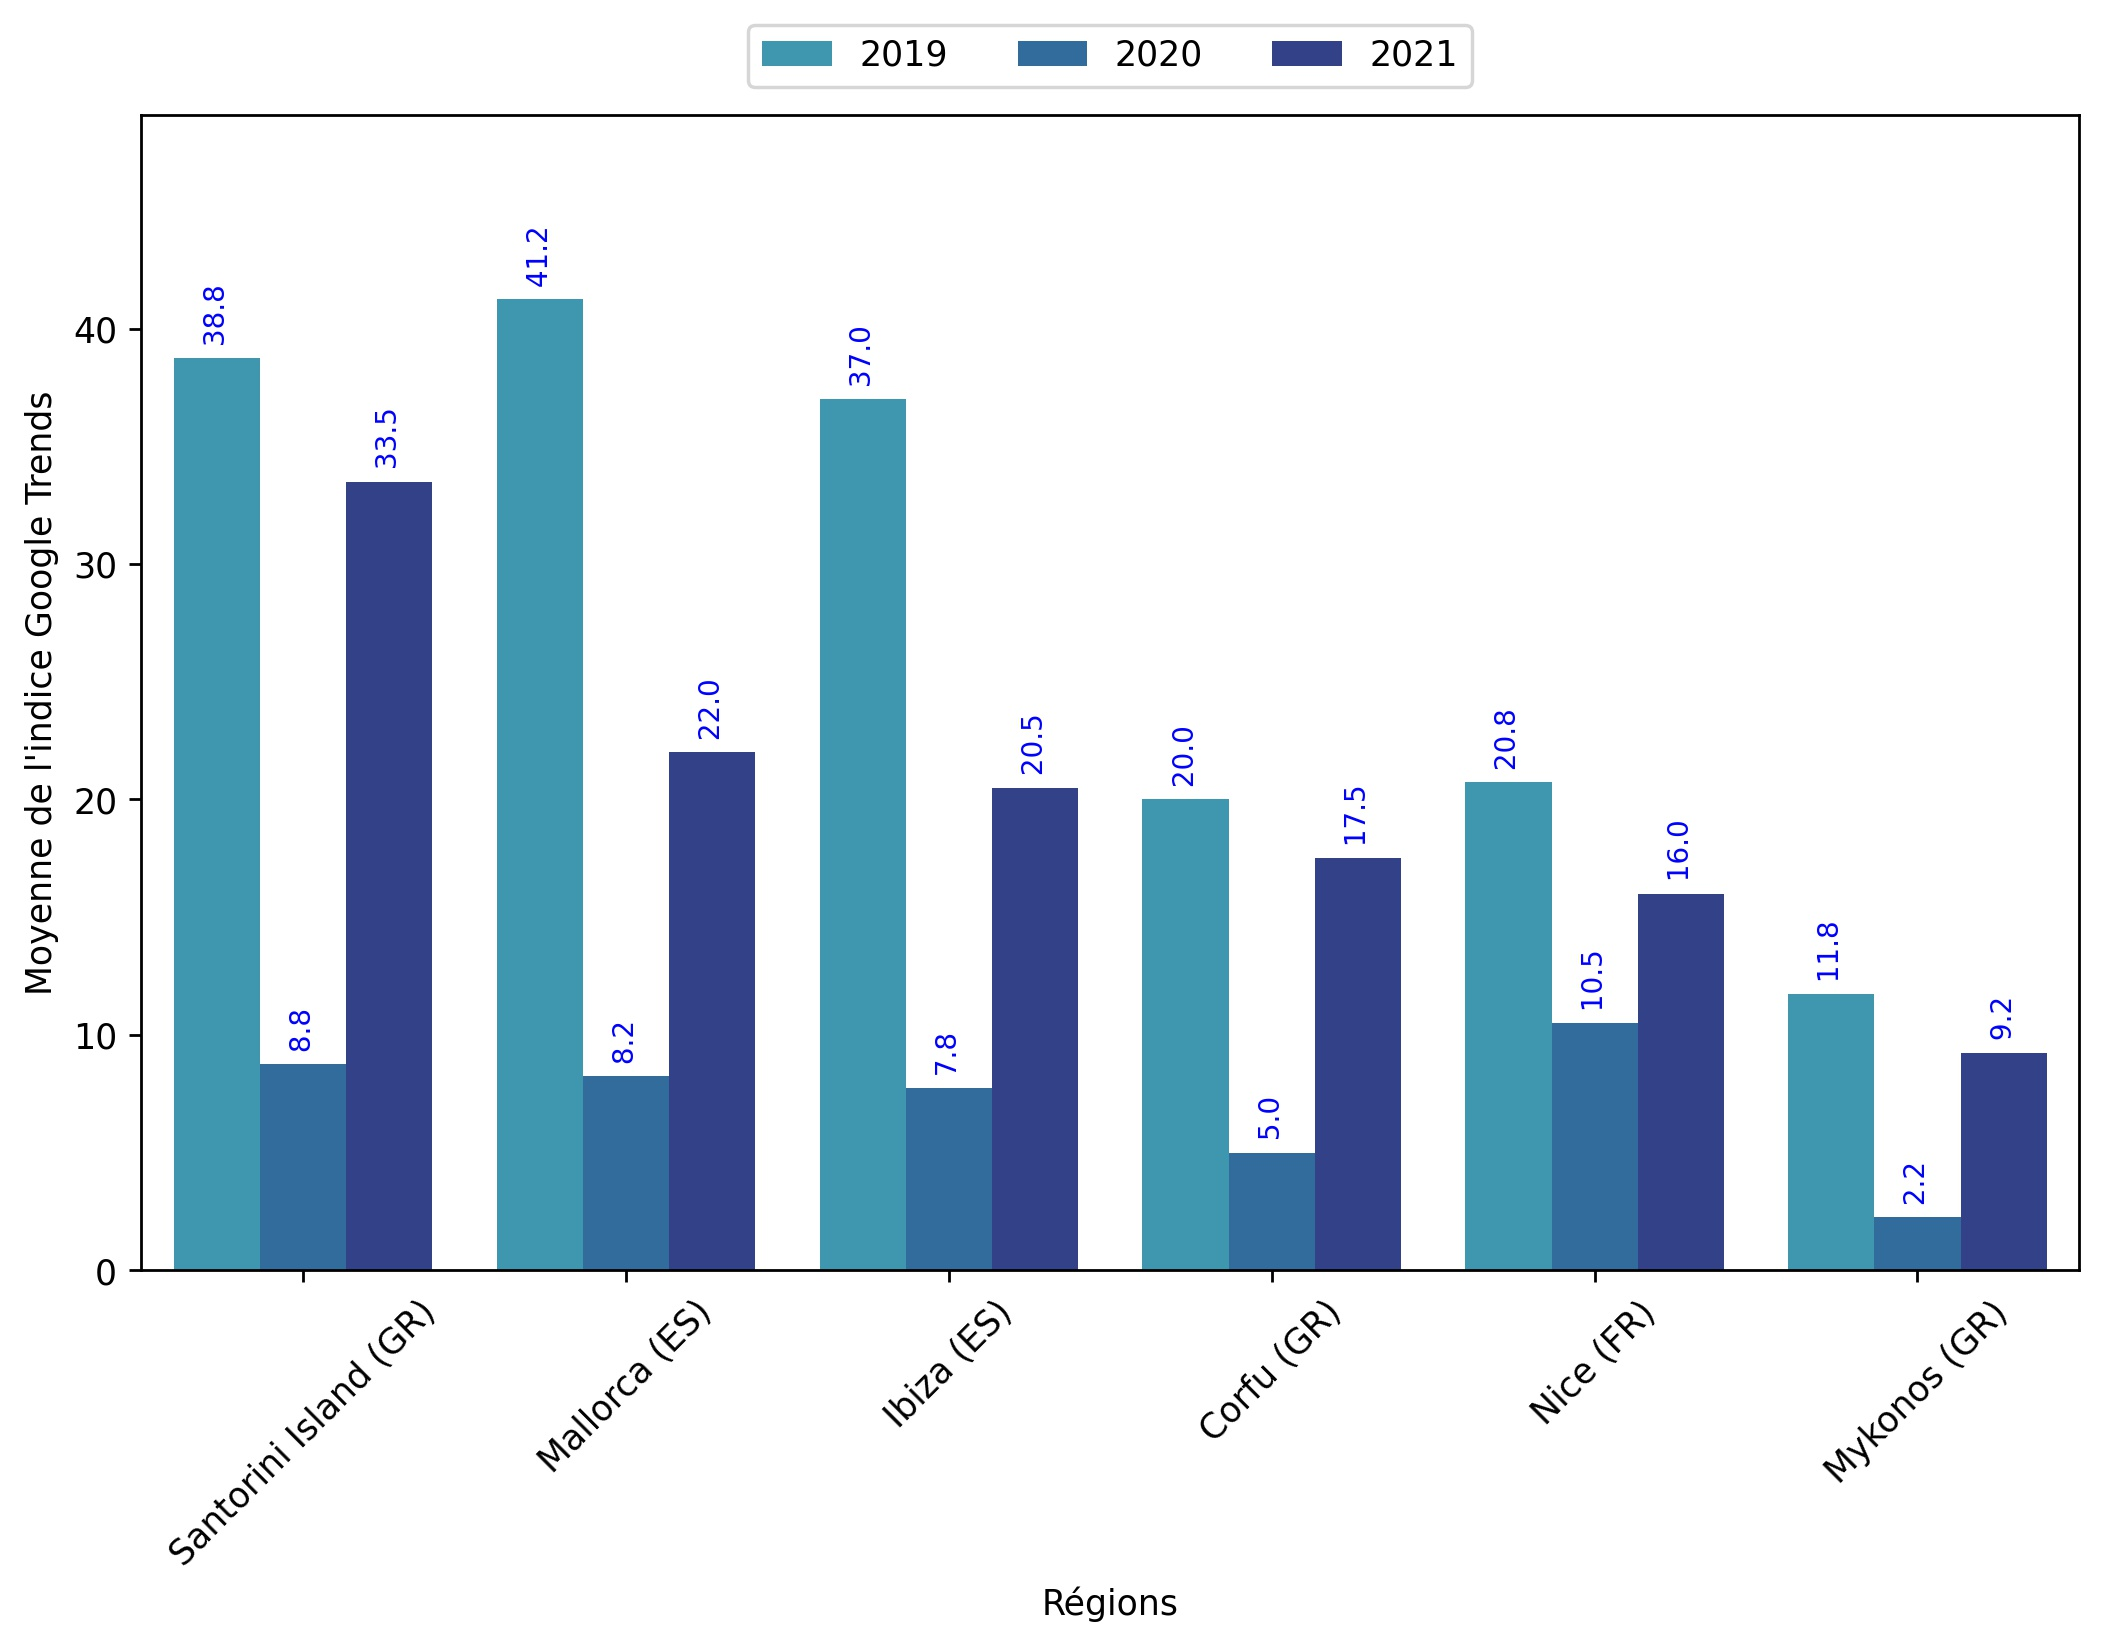 2019 2020 2021
Moyenne de l'indice Google Trends
40
30
20
10
0
38.8 8.8 33.5
41.2 8.2 22.0
37.0 7.8 20.5
20.0 5.0 17.5
20.8 10.5 16.0
11.8 2.2 9.2
Santorini Island (GR)
Mallorca (ES)
Ibiza (ES)
Corfu (GR)
Nice (FR)
Mykonos (GR)
Régions